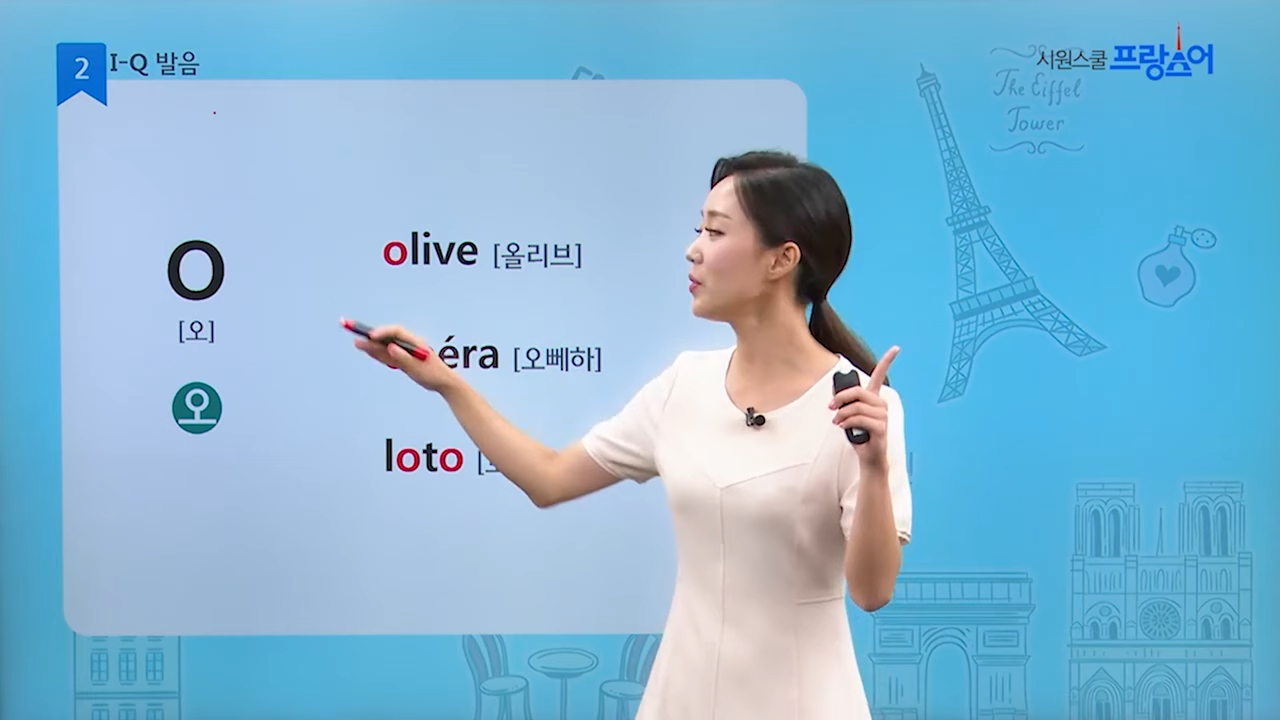 2 I-Q 발음
시원스쿨 프랑스어
The Eiffel
Tower
O
[오]
오
olive [올리브]
éra [오뻬하]
loto